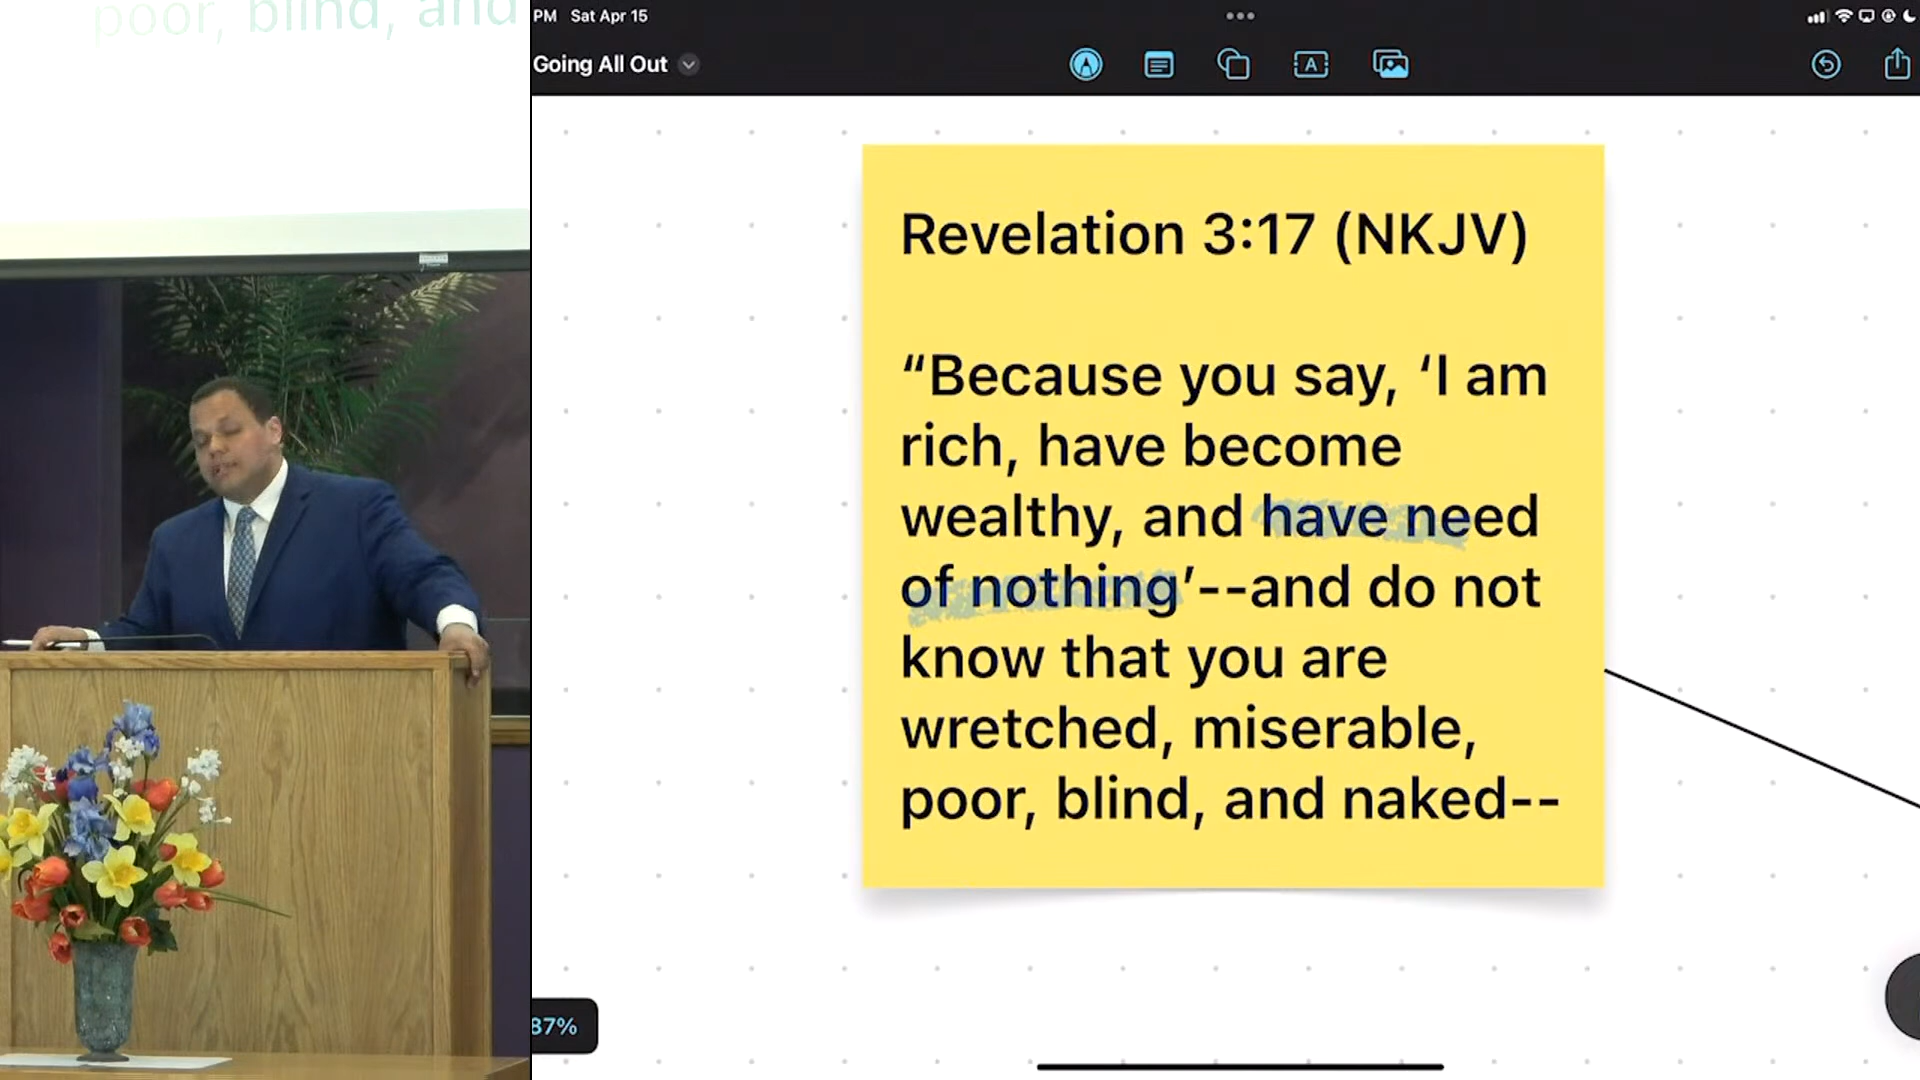 poor, blind, and
PM Sat Apr 15
Going All Out
A
Revelation 3:17 (NKJV)
“Because you say, ‘I am
rich, have become
wealthy, and have need
of nothing’--and do not
know that you are
wretched, miserable,
poor, blind, and naked--
87%